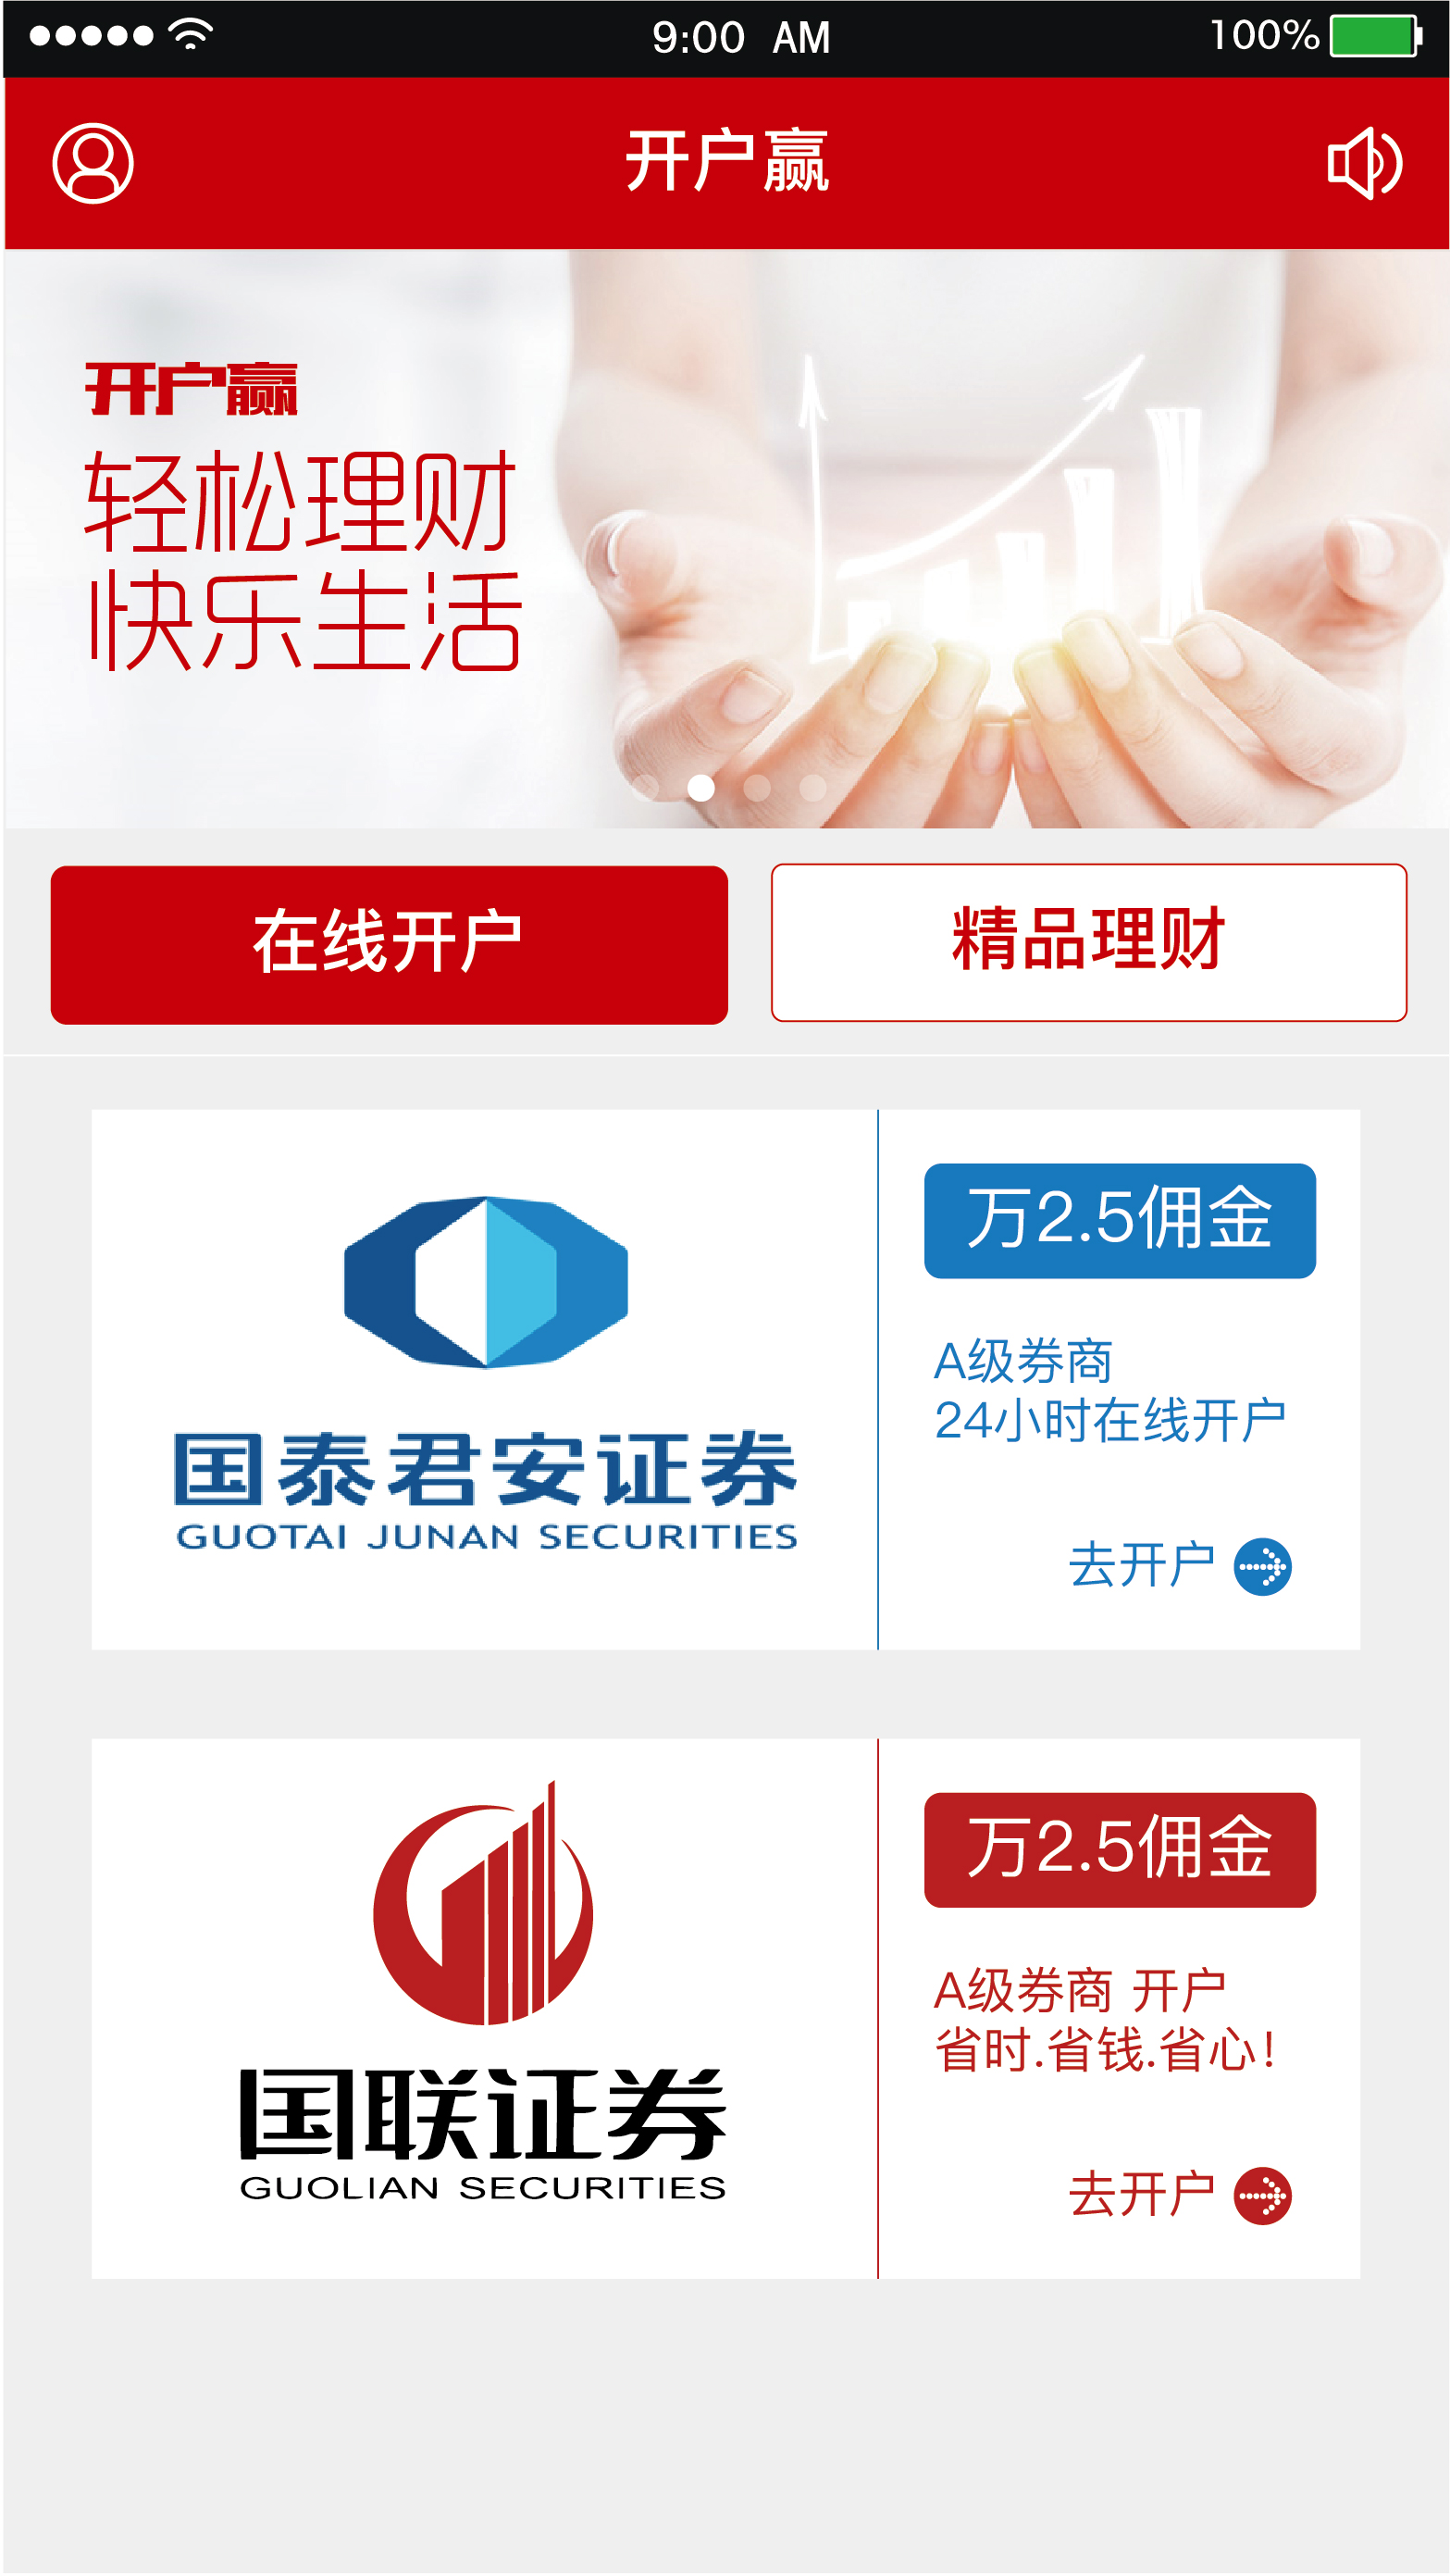 9:00 AM
100%
开户赢
开户赢
轻松理财
快乐生活
在线开户
精品理财
国泰君安证券
GUOTAI JUNAN SECURITIES
万2.5佣金
A级券商
24小时在线开户
去开户
国联证券
GUOLIAN SECURITIES
万2.5佣金
A级券商 开户
省时.省钱.省心!
去开户